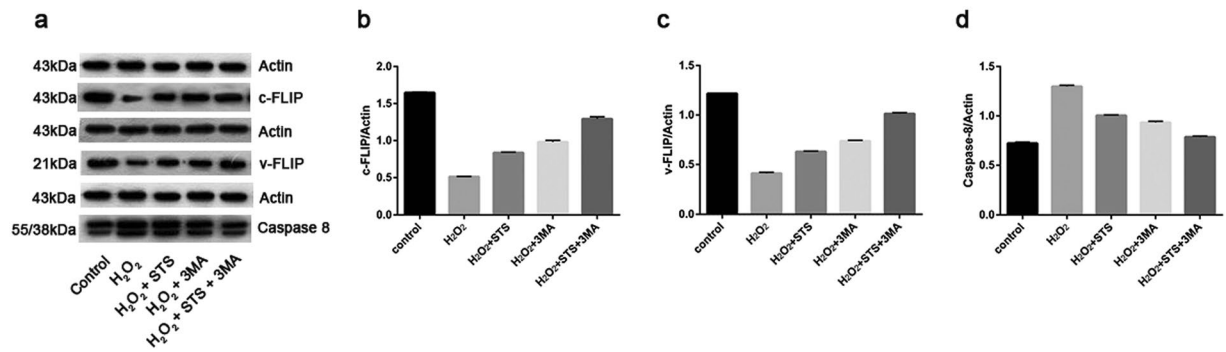 a
43kDa Actin
43kDa c-FLIP
43kDa Actin
21kDa v-FLIP
43kDa Actin
55/38kDa Caspase 8
Control
H₂O₂
H₂O₂ + STS
H₂O₂ + 3MA
H₂O₂ + STS + 3MA
b
c-FLIP/Actin
2.0
1.5
1.0
0.5
0.0
control
H₂O₂
H₂O₂+STS
H₂O₂+3MA
H₂O₂+STS+3MA
c
v-FLIP/Actin
1.5
1.0
0.5
0.0
control
H₂O₂
H₂O₂+STS
H₂O₂+3MA
H₂O₂+STS+3MA
d
Caspase-8/Actin
1.5
1.0
0.5
0.0
control
H₂O₂
H₂O₂+STS
H₂O₂+3MA
H₂O₂+STS+3MA